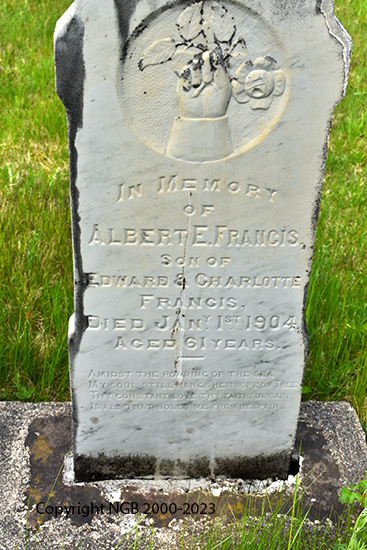 IN MEMORY
OF
ALBERT E. FRANCIS,
SON OF
EDWARD & CHARLOTTE
FRANCIS,
DIED JANY 1ST 1904
AGED 61 YEARS.
AMIDST THE ROARING OF THE SEA
MY SOUL STILL HANGS HER HOPE ON THEE
THY CONSTANT LOVE THY FAITHFUL CARE
IS ALL THAT HOLDS ME FROM DESPAIR
Copyright NGB 2000-2023